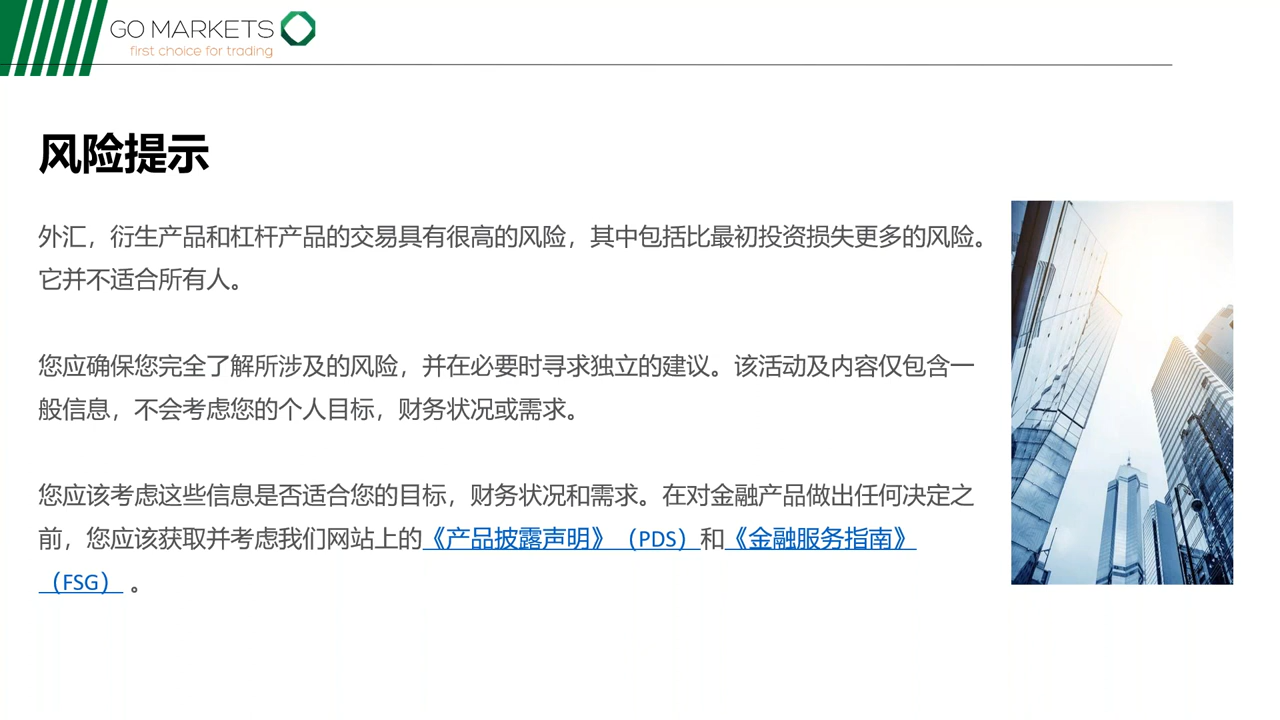 GO MARKETS
first choice for trading
风险提示
外汇，衍生产品和杠杆产品的交易具有很高的风险，其中包括比最初投资损失更多的风险。
它并不适合所有人。
您应确保您完全了解所涉及的风险，并在必要时寻求独立的建议。该活动及内容仅包含一
般信息，不会考虑您的个人目标，财务状况或需求。
您应该考虑这些信息是否适合您的目标，财务状况和需求。在对金融产品做出任何决定之
前，您应该获取并考虑我们网站上的《产品披露声明》（PDS）和《金融服务指南》
（FSG） 。